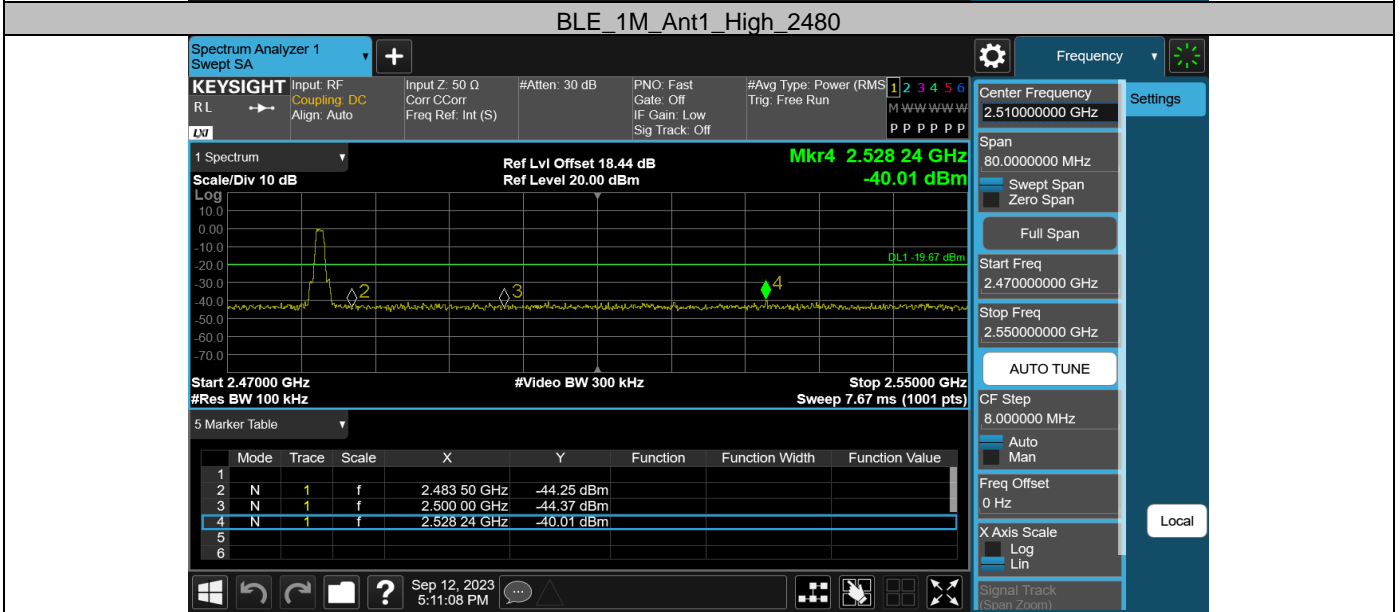 BLE_1M_Ant1_High_2480
Spectrum Analyzer 1
Swept SA
+
Frequency
KEYSIGHT
RL
LXI
Input: RF
Coupling: DC
Align: Auto
Input Z: 50 Ω
Corr CCorr
Freq Ref: Int (S)
#Atten: 30 dB
PNO: Fast
Gate: Off
IF Gain: Low
Sig Track: Off
#Avg Type: Power (RMS
Trig: Free Run
1 2 3 4 5 6
M W W W W W
P P P P P P
1 Spectrum
Scale/Div 10 dB
Ref Lvl Offset 18.44 dB
Ref Level 20.00 dBm
Mkr4 2.528 24 GHz
-40.01 dBm
Log
10.0
0.00
-10.0
-20.0
-30.0
-40.0
-50.0
-60.0
-70.0
DL1 -19.67 dBm
2
3
4
Start 2.47000 GHz
#Res BW 100 kHz
#Video BW 300 kHz
Stop 2.55000 GHz
Sweep 7.67 ms (1001 pts)
5 Marker Table
Mode Trace Scale X Y Function Function Width Function Value
1
2 N 1 f 2.483 50 GHz -44.25 dBm
3 N 1 f 2.500 00 GHz -44.37 dBm
4 N 1 f 2.528 24 GHz -40.01 dBm
5
6
Center Frequency
2.510000000 GHz
Settings
Span
80.0000000 MHz
Swept Span
Zero Span
Full Span
Start Freq
2.470000000 GHz
Stop Freq
2.550000000 GHz
AUTO TUNE
CF Step
8.000000 MHz
Auto
Man
Freq Offset
0 Hz
X Axis Scale
Log
Lin
Signal Track
(Span Zoom)
Local
?
Sep 12, 2023
5:11:08 PM